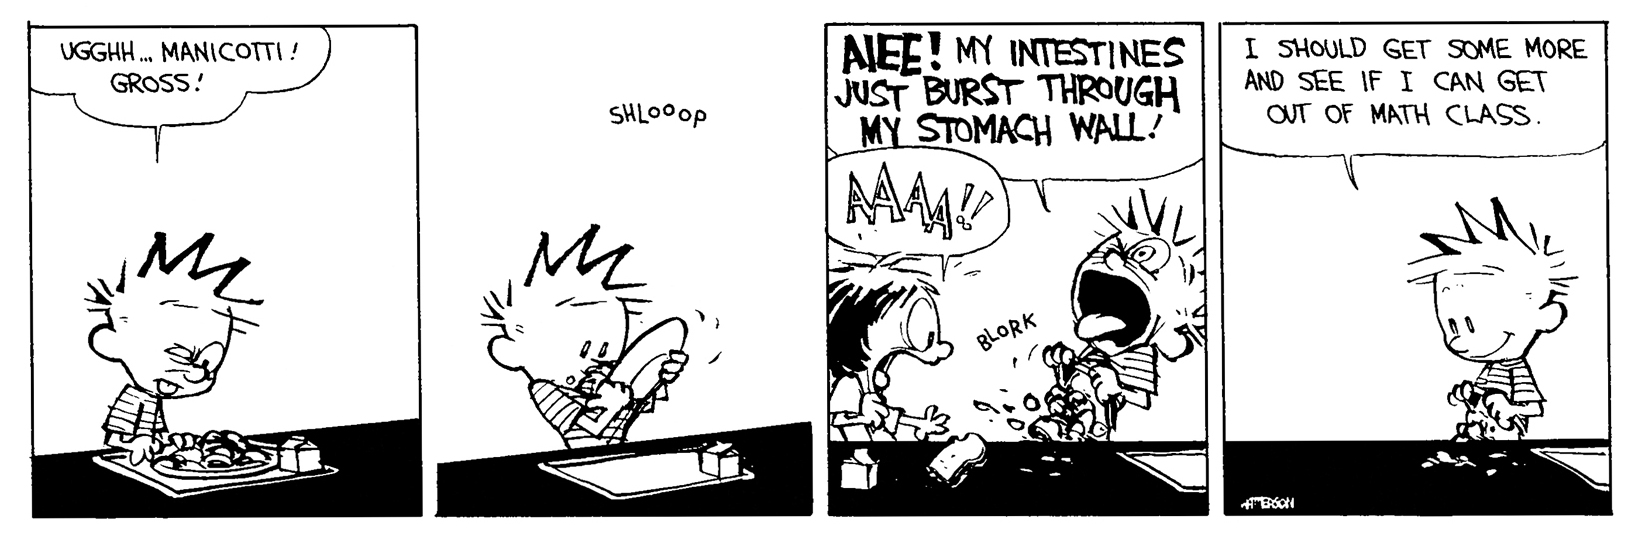 UGGHH... MANICOTTI!
GROSS!
SHLOOOP
AIEE! MY INTESTINES
JUST BURST THROUGH
MY STOMACH WALL!
AAAA!!
BLORK
I SHOULD GET SOME MORE
AND SEE IF I CAN GET
OUT OF MATH CLASS.